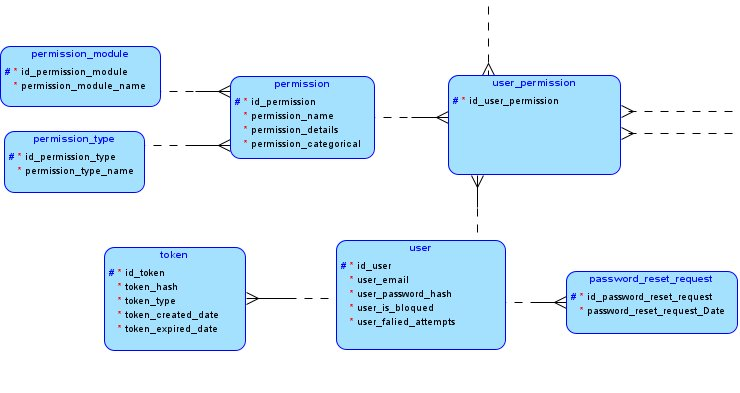 permission_module
# * id_permission_module
* permission_module_name
permission
# * id_permission
* permission_name
* permission_details
* permission_categorical
user_permission
# * id_user_permission
permission_type
# * id_permission_type
* permission_type_name
token
# * id_token
* token_hash
* token_type
* token_created_date
* token_expired_date
user
# * id_user
* user_email
* user_password_hash
* user_is_bloqued
* user_falied_attempts
password_reset_request
# * id_password_reset_request
* password_reset_request_Date